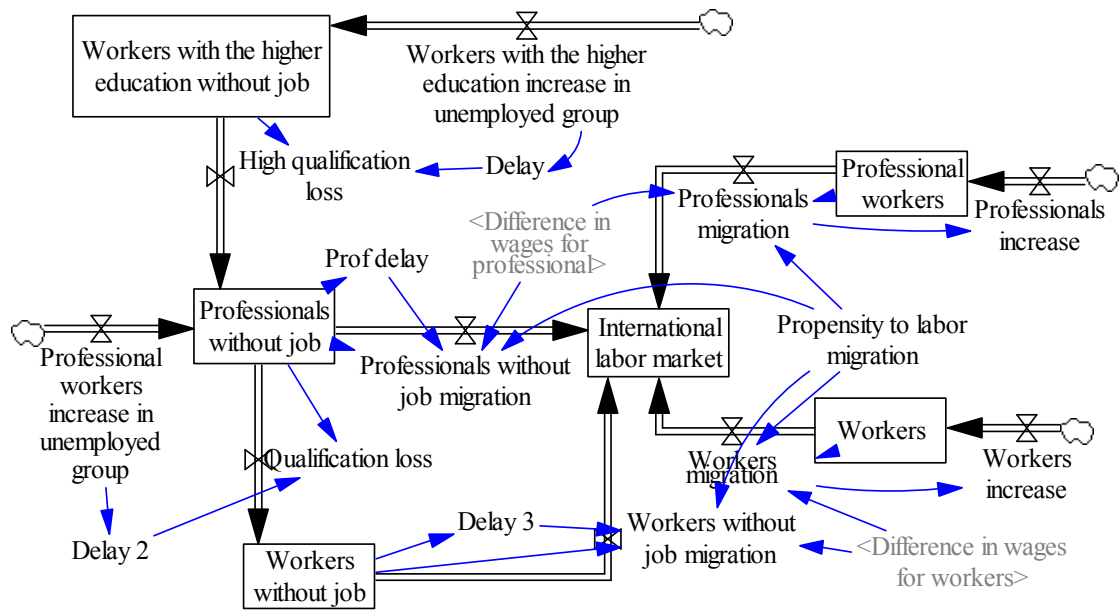 Workers with the higher
education without job
Workers with the higher
education increase in
unemployed group
High qualification
loss
Delay
Professional
workers
Professionals
migration
Professionals
increase
<Difference in
wages for
professional>
Prof delay
Professionals
without job
International
labor market
Propensity to labor
migration
Professional
workers
increase in
unemployed
group
Professionals without
job migration
Workers
Qualification loss
Workers
migration
Workers
increase
Delay 2
Delay 3
Workers without
job migration
<Difference in wages
for workers>
Workers
without job